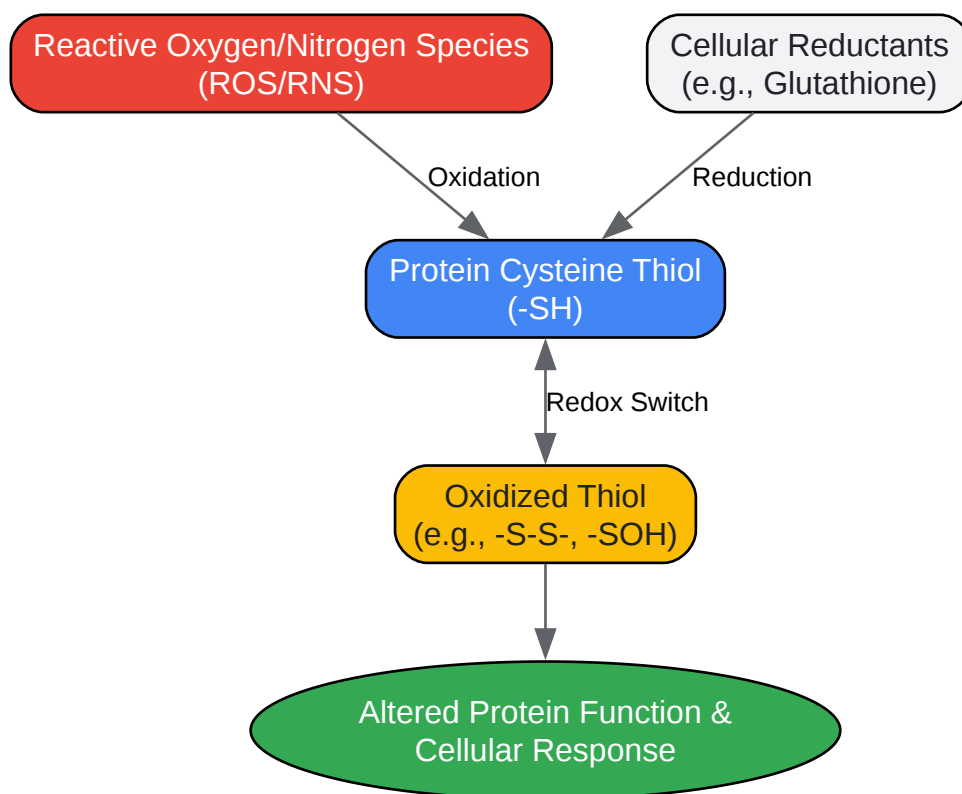 Reactive Oxygen/Nitrogen Species
(ROS/RNS)
Cellular Reductants
(e.g., Glutathione)
Oxidation
Reduction
Protein Cysteine Thiol
(-SH)
Redox Switch
Oxidized Thiol
(e.g., -S-S-, -SOH)
Altered Protein Function &
Cellular Response